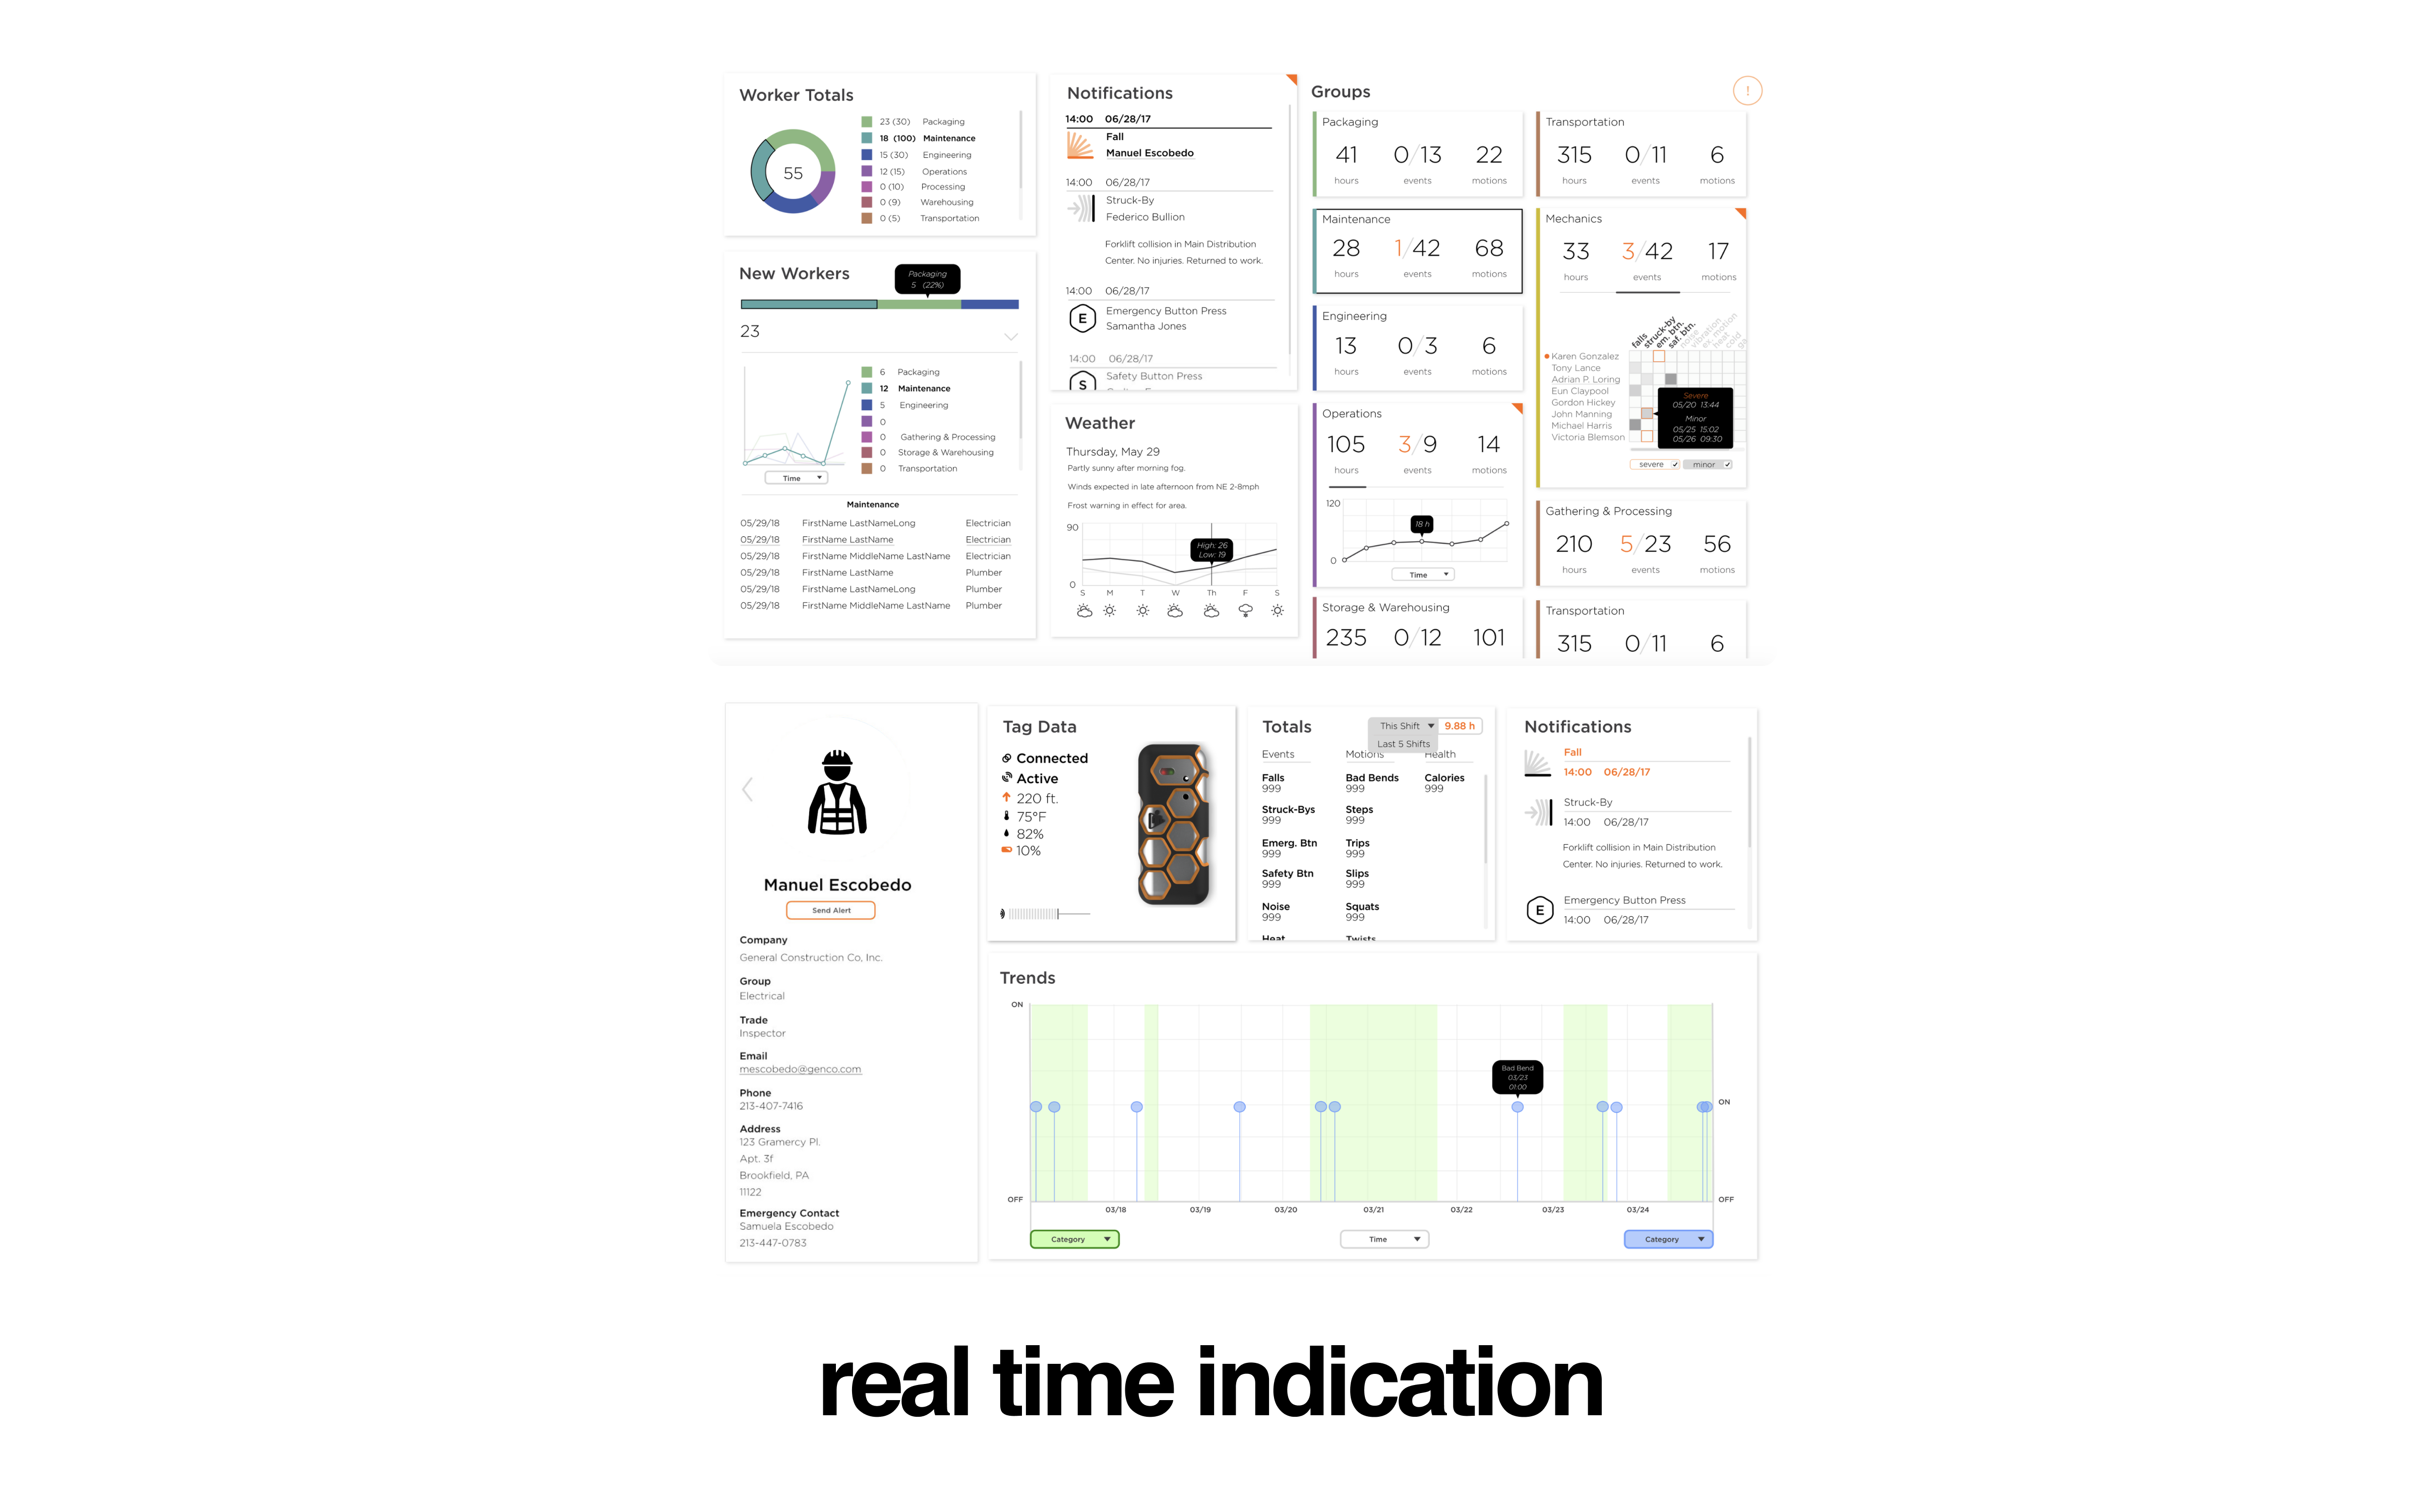 Worker Totals
55
23 (30) Packaging
18 (100) Maintenance
15 (30) Engineering
12 (15) Operations
0 (10) Processing
0 (9) Warehousing
0 (5) Transportation
New Workers
Packaging
5 (22%)
23
6 Packaging
12 Maintenance
5 Engineering
0
0 Gathering & Processing
0 Storage & Warehousing
0 Transportation
Time
Maintenance
05/29/18 FirstName LastNameLong Electrician
05/29/18 FirstName LastName Electrician
05/29/18 FirstName MiddleName LastName Electrician
05/29/18 FirstName LastName Plumber
05/29/18 FirstName LastNameLong Plumber
05/29/18 FirstName MiddleName LastName Plumber
Notifications
14:00 06/28/17
Fall
Manuel Escobedo
14:00 06/28/17
Struck-By
Federico Bullion
Forklift collision in Main Distribution
Center. No injuries. Returned to work.
14:00 06/28/17
E
Emergency Button Press
Samantha Jones
14:00 06/28/17
S
Safety Button Press
Weather
Thursday, May 29
Partly sunny after morning fog.
Winds expected in late afternoon from NE 2-8mph
Frost warning in effect for area.
90
High: 26
Low: 19
0
S M T W Th F S
Groups
!
Packaging
41 0/13 22
hours events motions
Maintenance
28 1/42 68
hours events motions
Engineering
13 0/3 6
hours events motions
Operations
105 3/9 14
hours events motions
120
18 h
0
Time
Storage & Warehousing
235 0/12 101
Transportation
315 0/11 6
hours events motions
Mechanics
33 3/42 17
hours events motions
falls struck-by em. btn. saf. btn. noise vibration ex. motion heat cold
Karen Gonzalez
Tony Lance
Adrian P. Loring
Eun Claypool
Gordon Hickey
John Manning
Michael Harris
Victoria Blemson
Severe
05/20 13:44
Minor
05/25 15:02
05/26 09:30
severe minor
Gathering & Processing
210 5/23 56
hours events motions
Transportation
315 0/11 6
Manuel Escobedo
Send Alert
Company
General Construction Co, Inc.
Group
Electrical
Trade
Inspector
Email
mescobedo@genco.com
Phone
213-407-7416
Address
123 Gramercy Pl.
Apt. 3f
Brookfield, PA
11122
Emergency Contact
Samuela Escobedo
213-447-0783
Tag Data
Connected
Active
220 ft.
75°F
82%
10%
Totals
This Shift 9.88 h
Last 5 Shifts
Events Motions Health
Falls Bad Bends Calories
999 999 999
Struck-Bys Steps
999 999
Emerg. Btn Trips
999 999
Safety Btn Slips
999 999
Noise Squats
999 999
Heat Twists
Notifications
Fall
14:00 06/28/17
Struck-By
14:00 06/28/17
Forklift collision in Main Distribution
Center. No injuries. Returned to work.
E
Emergency Button Press
14:00 06/28/17
Trends
ON
Bad Bend
03/23
01:00
ON
OFF OFF
03/18 03/19 03/20 03/21 03/22 03/23 03/24
Category Time Category
real time indication